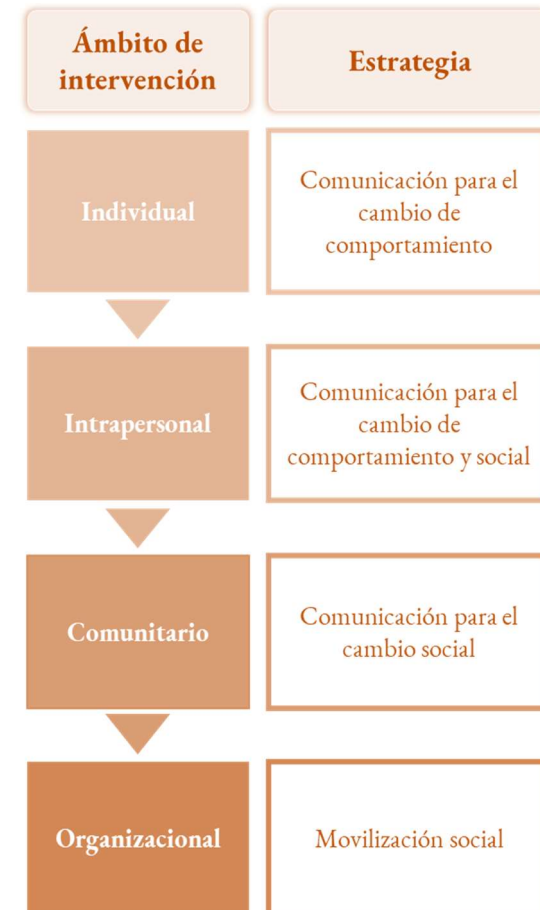 Ámbito de
intervención
Estrategia
Individual
Comunicación para el
cambio de
comportamiento
Intrapersonal
Comunicación para el
cambio de
comportamiento y social
Comunitario
Comunicación para el
cambio social
Organizacional
Movilización social